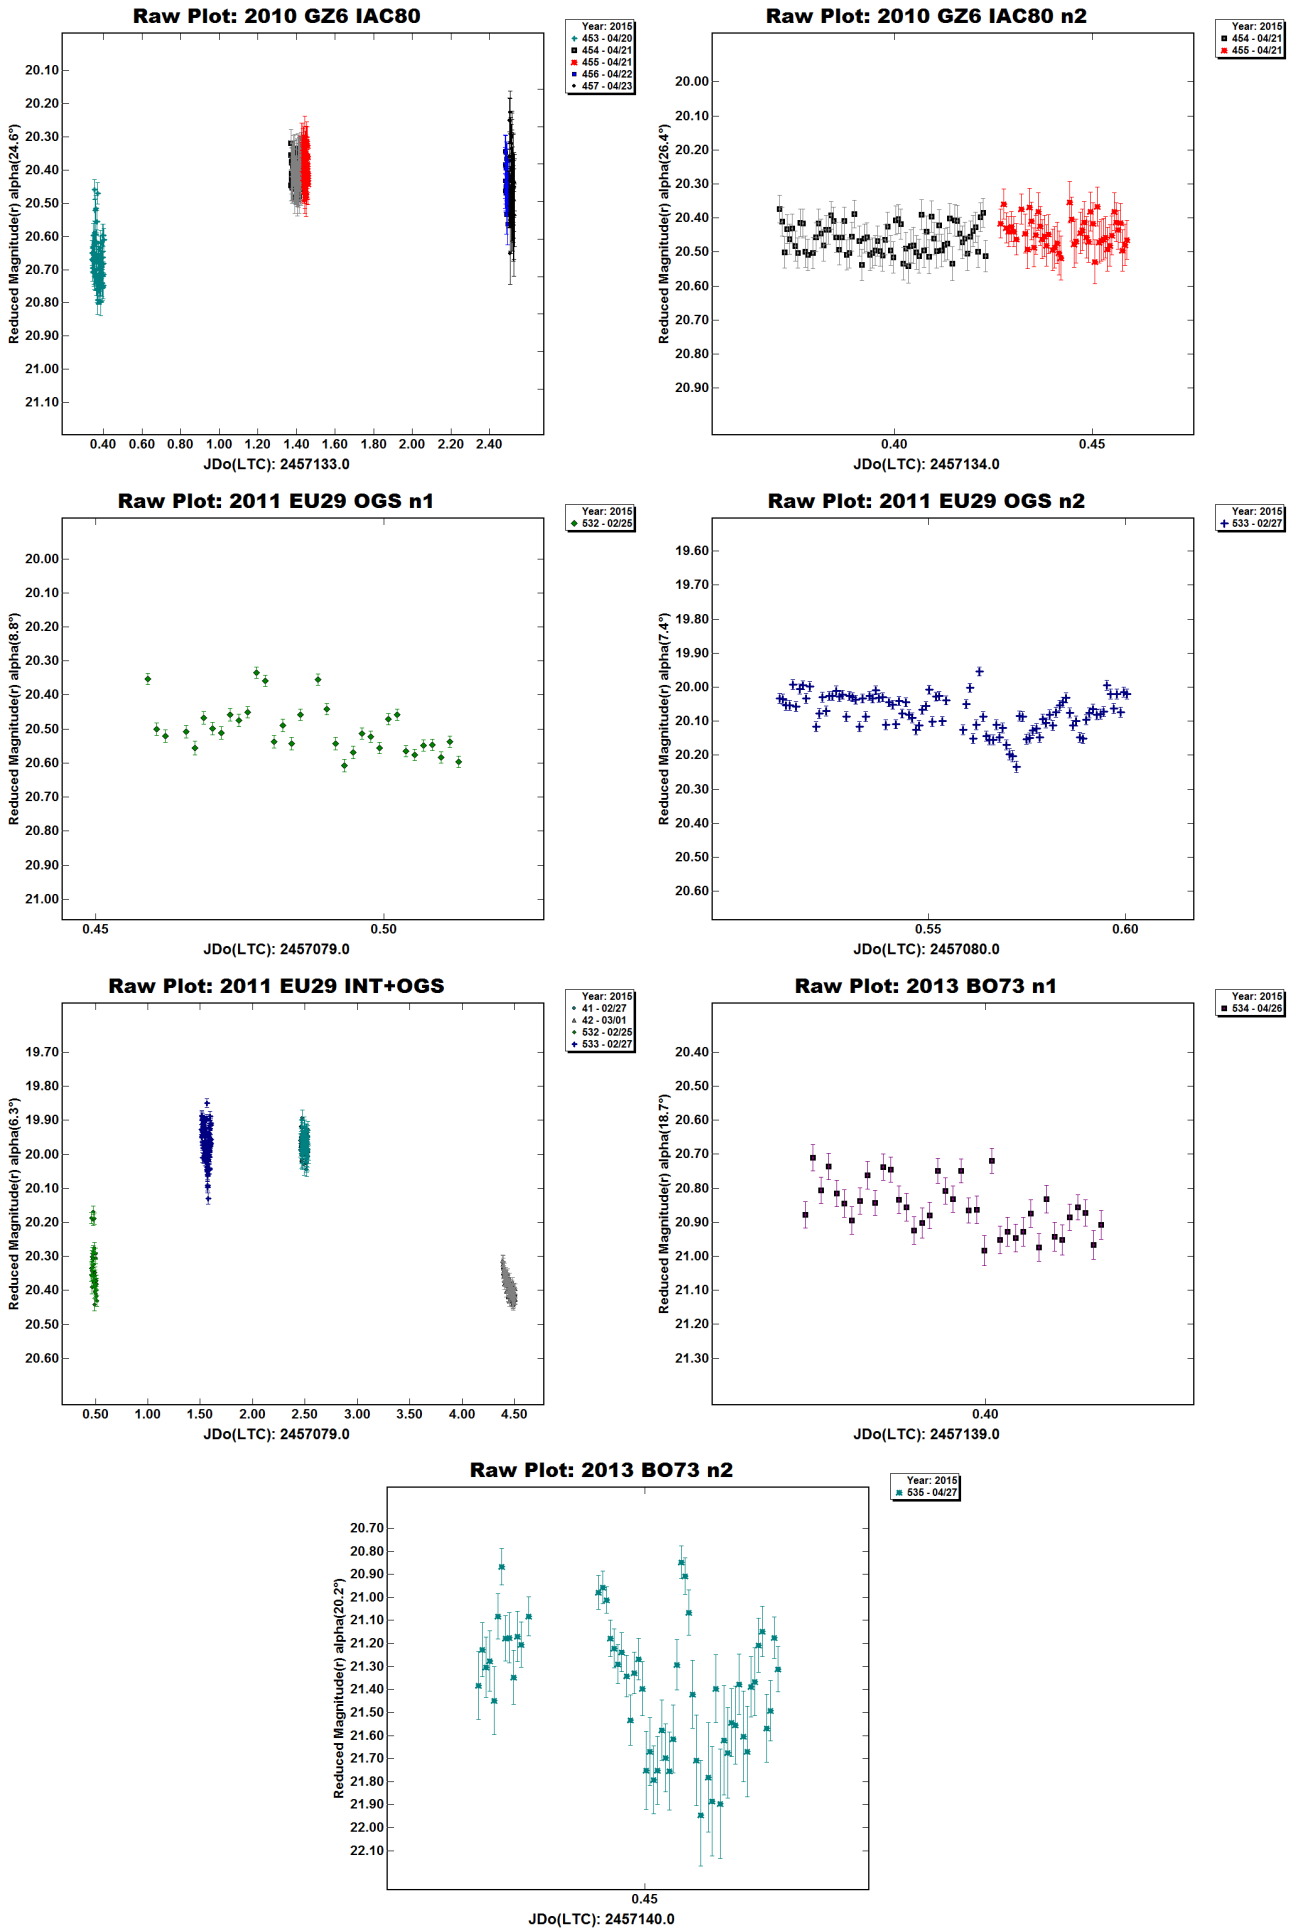 Raw Plot: 2010 GZ6 IAC80
Year: 2015
453 - 04/20
454 - 04/21
455 - 04/21
456 - 04/22
457 - 04/23
Reduced Magnitude(r) alpha(24.6°)
20.10
20.20
20.30
20.40
20.50
20.60
20.70
20.80
20.90
21.00
21.10
0.40 0.60 0.80 1.00 1.20 1.40 1.60 1.80 2.00 2.20 2.40
JDo(LTC): 2457133.0
Raw Plot: 2010 GZ6 IAC80 n2
Year: 2015
454 - 04/21
455 - 04/21
Reduced Magnitude(r) alpha(26.4°)
20.00
20.10
20.20
20.30
20.40
20.50
20.60
20.70
20.80
20.90
0.40 0.45
JDo(LTC): 2457134.0
Raw Plot: 2011 EU29 OGS n1
Year: 2015
532 - 02/25
Reduced Magnitude(r) alpha(8.8°)
20.00
20.10
20.20
20.30
20.40
20.50
20.60
20.70
20.80
20.90
21.00
0.45 0.50
JDo(LTC): 2457079.0
Raw Plot: 2011 EU29 OGS n2
Year: 2015
533 - 02/27
Reduced Magnitude(r) alpha(7.4°)
19.60
19.70
19.80
19.90
20.00
20.10
20.20
20.30
20.40
20.50
20.60
0.55 0.60
JDo(LTC): 2457080.0
Raw Plot: 2011 EU29 INT+OGS
Year: 2015
41 - 02/27
42 - 03/01
532 - 02/25
533 - 02/27
Reduced Magnitude(r) alpha(6.3°)
19.70
19.80
19.90
20.00
20.10
20.20
20.30
20.40
20.50
20.60
0.50 1.00 1.50 2.00 2.50 3.00 3.50 4.00 4.50
JDo(LTC): 2457079.0
Raw Plot: 2013 BO73 n1
Year: 2015
534 - 04/26
Reduced Magnitude(r) alpha(18.7°)
20.40
20.50
20.60
20.70
20.80
20.90
21.00
21.10
21.20
21.30
0.40
JDo(LTC): 2457139.0
Raw Plot: 2013 BO73 n2
Year: 2015
535 - 04/27
Reduced Magnitude(r) alpha(20.2°)
20.70
20.80
20.90
21.00
21.10
21.20
21.30
21.40
21.50
21.60
21.70
21.80
21.90
22.00
22.10
0.45
JDo(LTC): 2457140.0